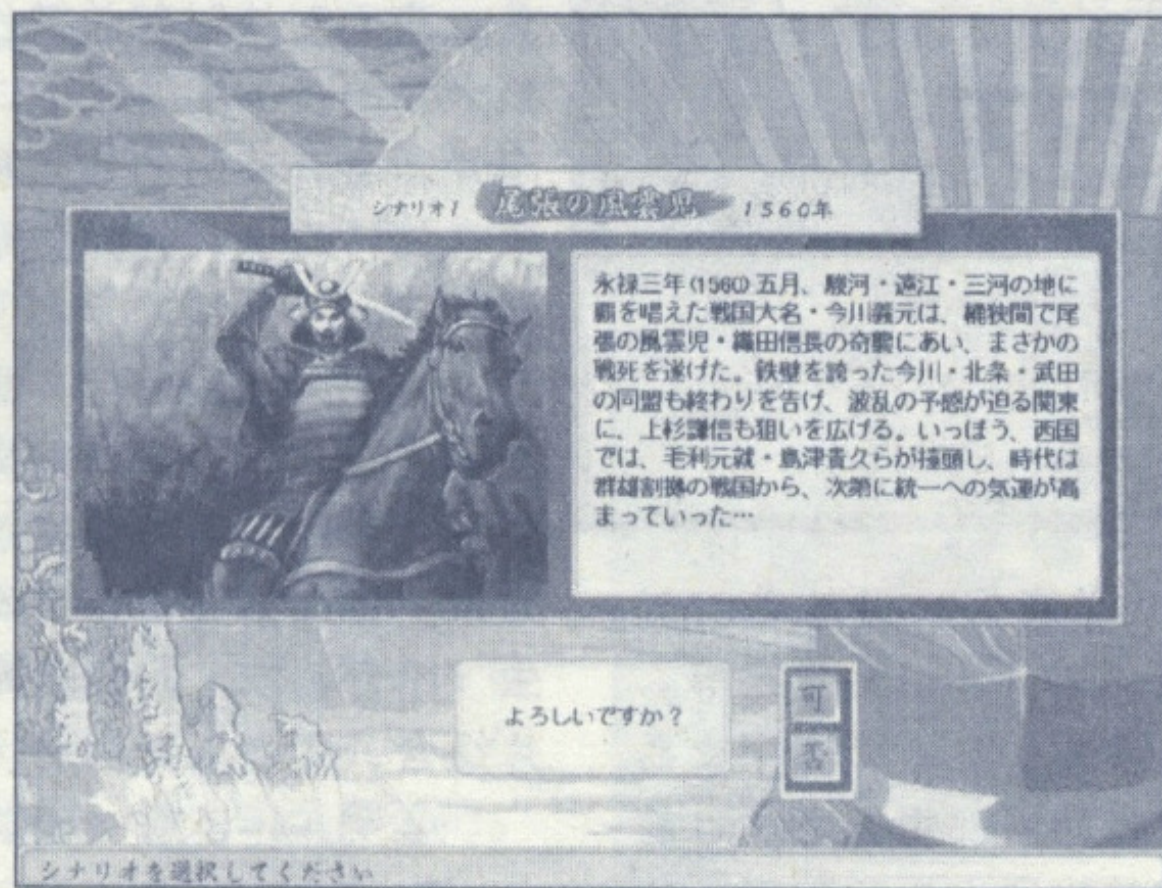 シナリオ1 尾張の風雲児 1560年
永禄三年(1560)五月、駿河・遠江・三河の地に
覇を唱えた戦国大名・今川義元は、桶狭間で尾
張の風雲児・織田信長の奇襲にあい、まさかの
戦死を遂げた。鉄壁を誇った今川・北条・武田
の同盟も終わりを告げ、波乱の予感が迫る関東
に、上杉謙信も狙いを広げる。いっぽう、西国
では、毛利元就・島津貴久らが擡頭し、時代は
群雄割拠の戦国から、次第に統一への気運が高
まっていった…
よろしいですか?
可
否
シナリオを選択してください